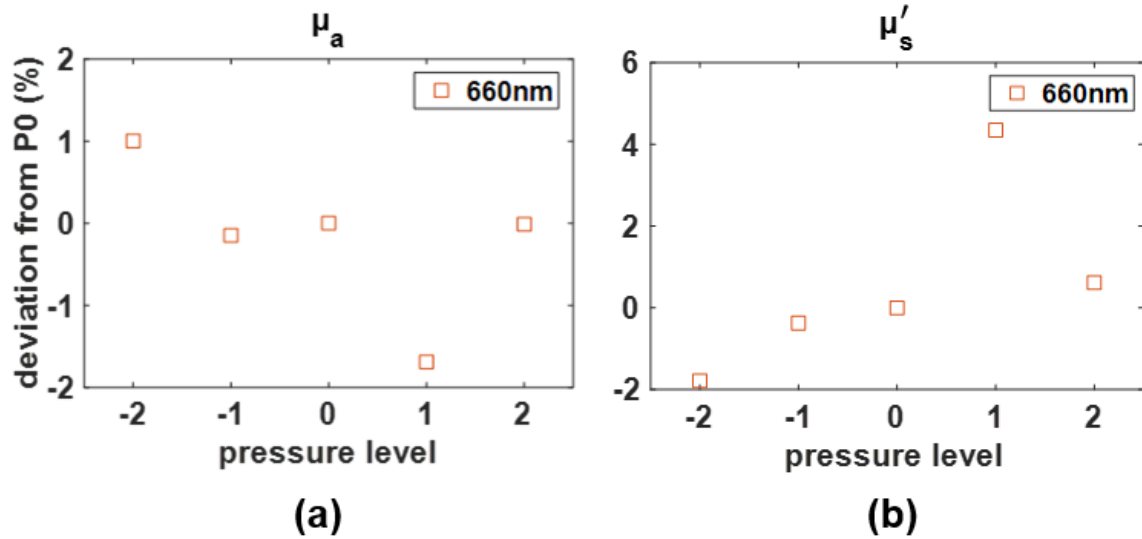 μa
deviation from P0 (%)
2
1
0
-1
-2
660nm
-2 -1 0 1 2
pressure level
(a)
μs′
6
4
2
0
-2
660nm
-2 -1 0 1 2
pressure level
(b)